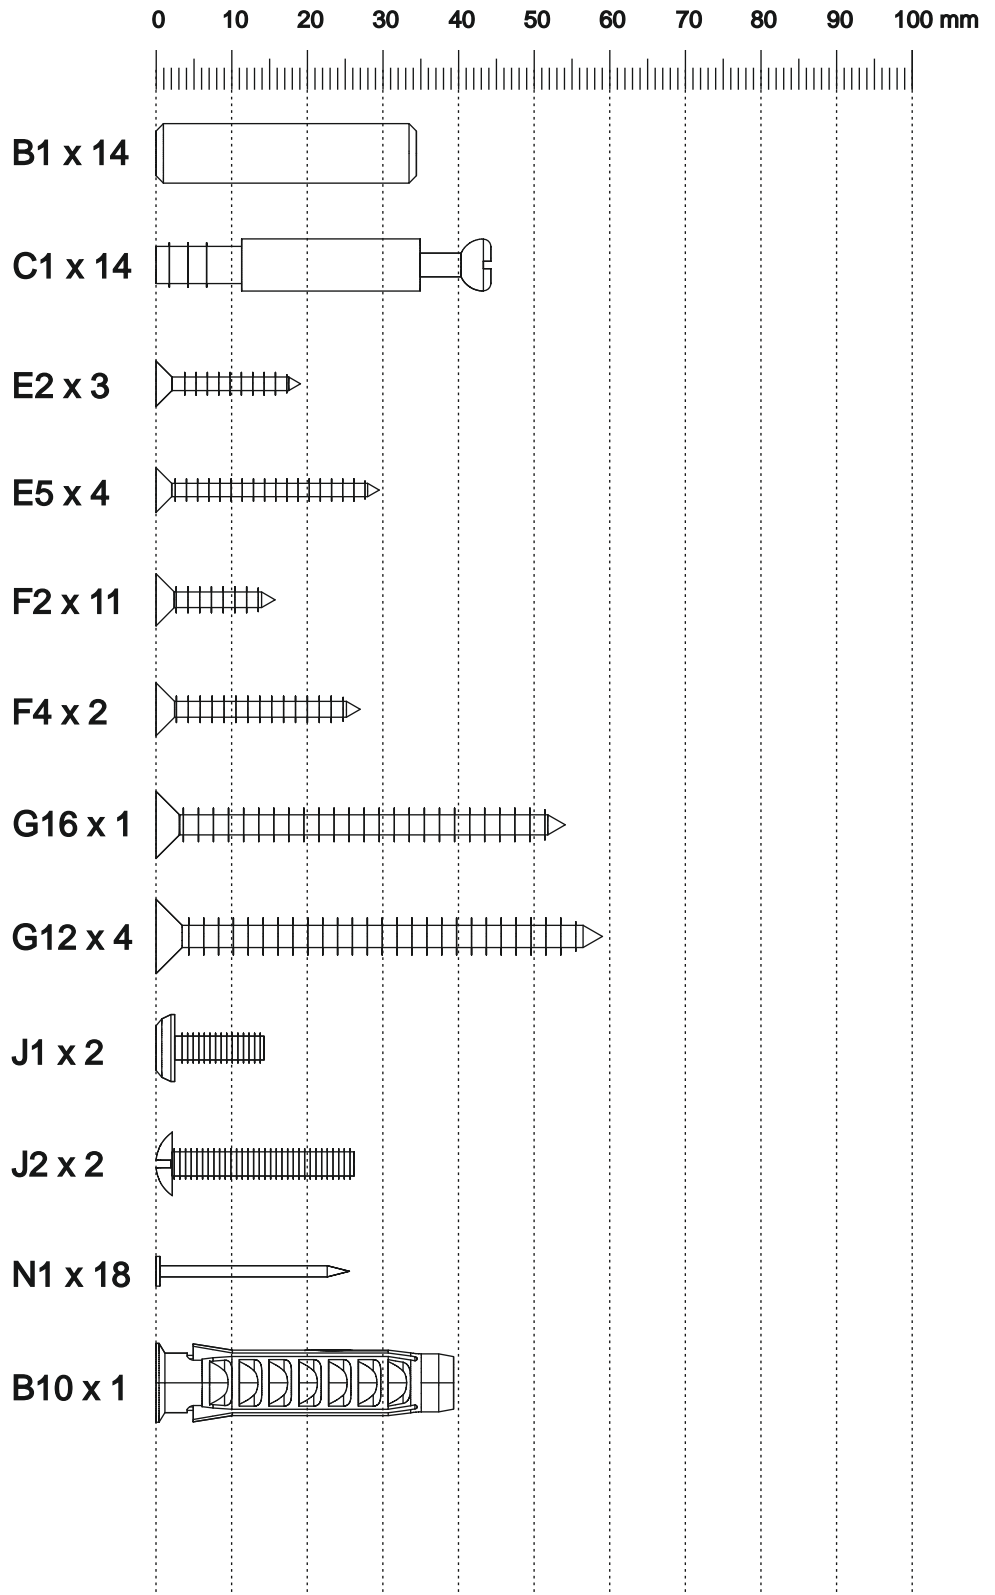 0 10 20 30 40 50 60 70 80 90 100 mm
B1 x 14
C1 x 14
E2 x 3
E5 x 4
F2 x 11
F4 x 2
G16 x 1
G12 x 4
J1 x 2
J2 x 2
N1 x 18
B10 x 1